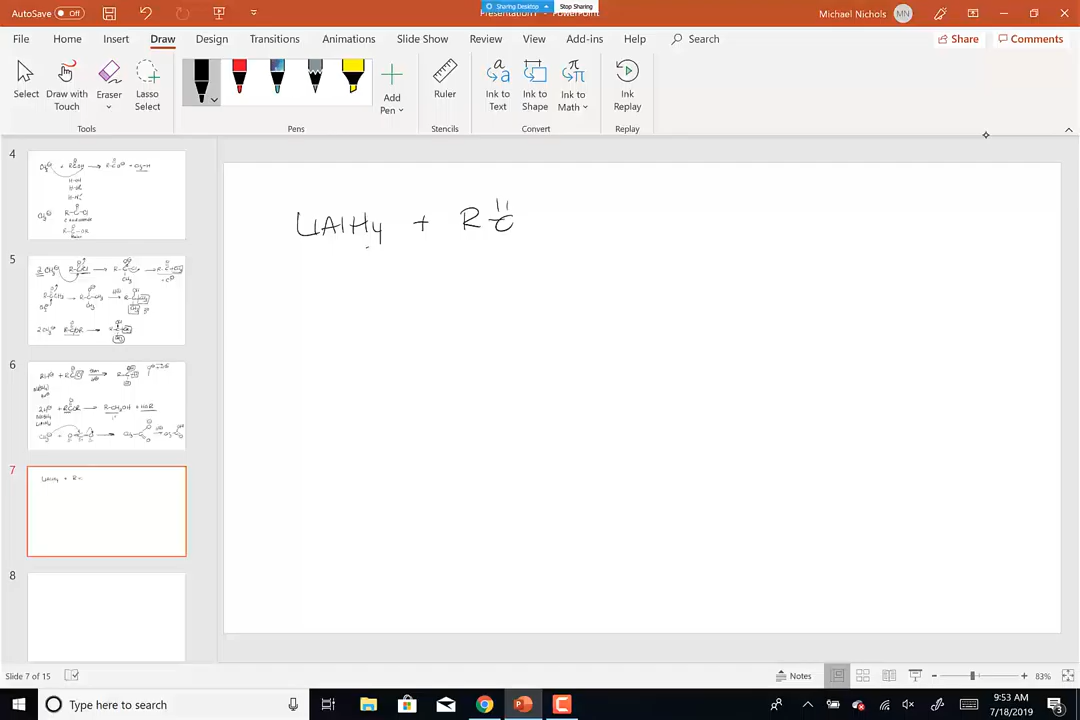 Sharing Desktop Stop Sharing
AutoSave Off
Presentation1 - PowerPoint
Michael Nichols MN
File Home Insert Draw Design Transitions Animations Slide Show Review View Add-ins Help Search
Share Comments
Select Draw with Touch Eraser Lasso Select
Add Pen
Ruler
Ink to Text Ink to Shape Ink to Math
Ink Replay
Tools Pens Stencils Convert Replay
4
5
6
7
8
LiAlH4 + R C
Slide 7 of 15
Notes
83%
Type here to search
9:53 AM
7/18/2019
3